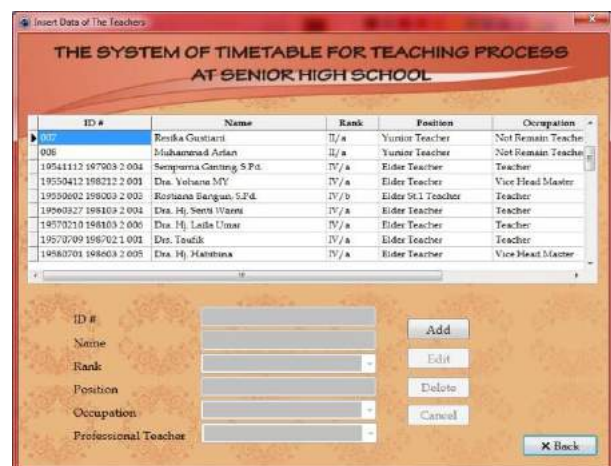 Insert Data of The Teachers
THE SYSTEM OF TIMETABLE FOR TEACHING PROCESS
AT SENIOR HIGH SCHOOL
ID # Name Rank Position Occupation
007 Resika Gustiani II/a Yunior Teacher Not Remain Teache
008 Muhammad Arlan II/a Yunior Teacher Not Remain Teache
19541112 197903 2 004 Sempurna Ginting, S.Pd. IV/a Elder Teacher Teacher
19550412 198212 2 001 Dra. Yohana MY IV/a Elder Teacher Vice Head Master
19550602 198003 2 003 Rostiana Bangun, S.Pd. IV/b Elder St.1 Teacher Teacher
19560327 198103 2 004 Dra. Hj. Senti Warni IV/a Elder Teacher Teacher
19570210 198103 2 006 Dra. Hj. Laila Umar IV/a Elder Teacher Teacher
19570709 198702 1 001 Drs. Taufik IV/a Elder Teacher Teacher
19580701 198603 2 005 Dra. Hj. Habibina IV/a Elder Teacher Vice Head Master
ID #
Name
Rank
Position
Occupation
Professional Teacher
Add
Edit
Delete
Cancel
Back